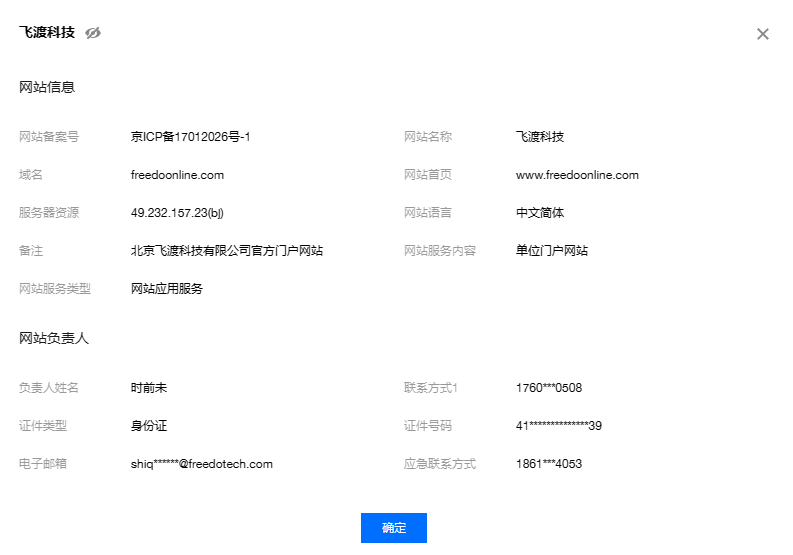 飞渡科技
网站信息
网站备案号 京ICP备17012026号-1 网站名称 飞渡科技
域名 freedoonline.com 网站首页 www.freedoonline.com
服务器资源 49.232.157.23(bj) 网站语言 中文简体
备注 北京飞渡科技有限公司官方门户网站 网站服务内容 单位门户网站
网站服务类型 网站应用服务
网站负责人
负责人姓名 时前未 联系方式1 1760***0508
证件类型 身份证 证件号码 41**************39
电子邮箱 shiq******@freedotech.com 应急联系方式 1861***4053
确定